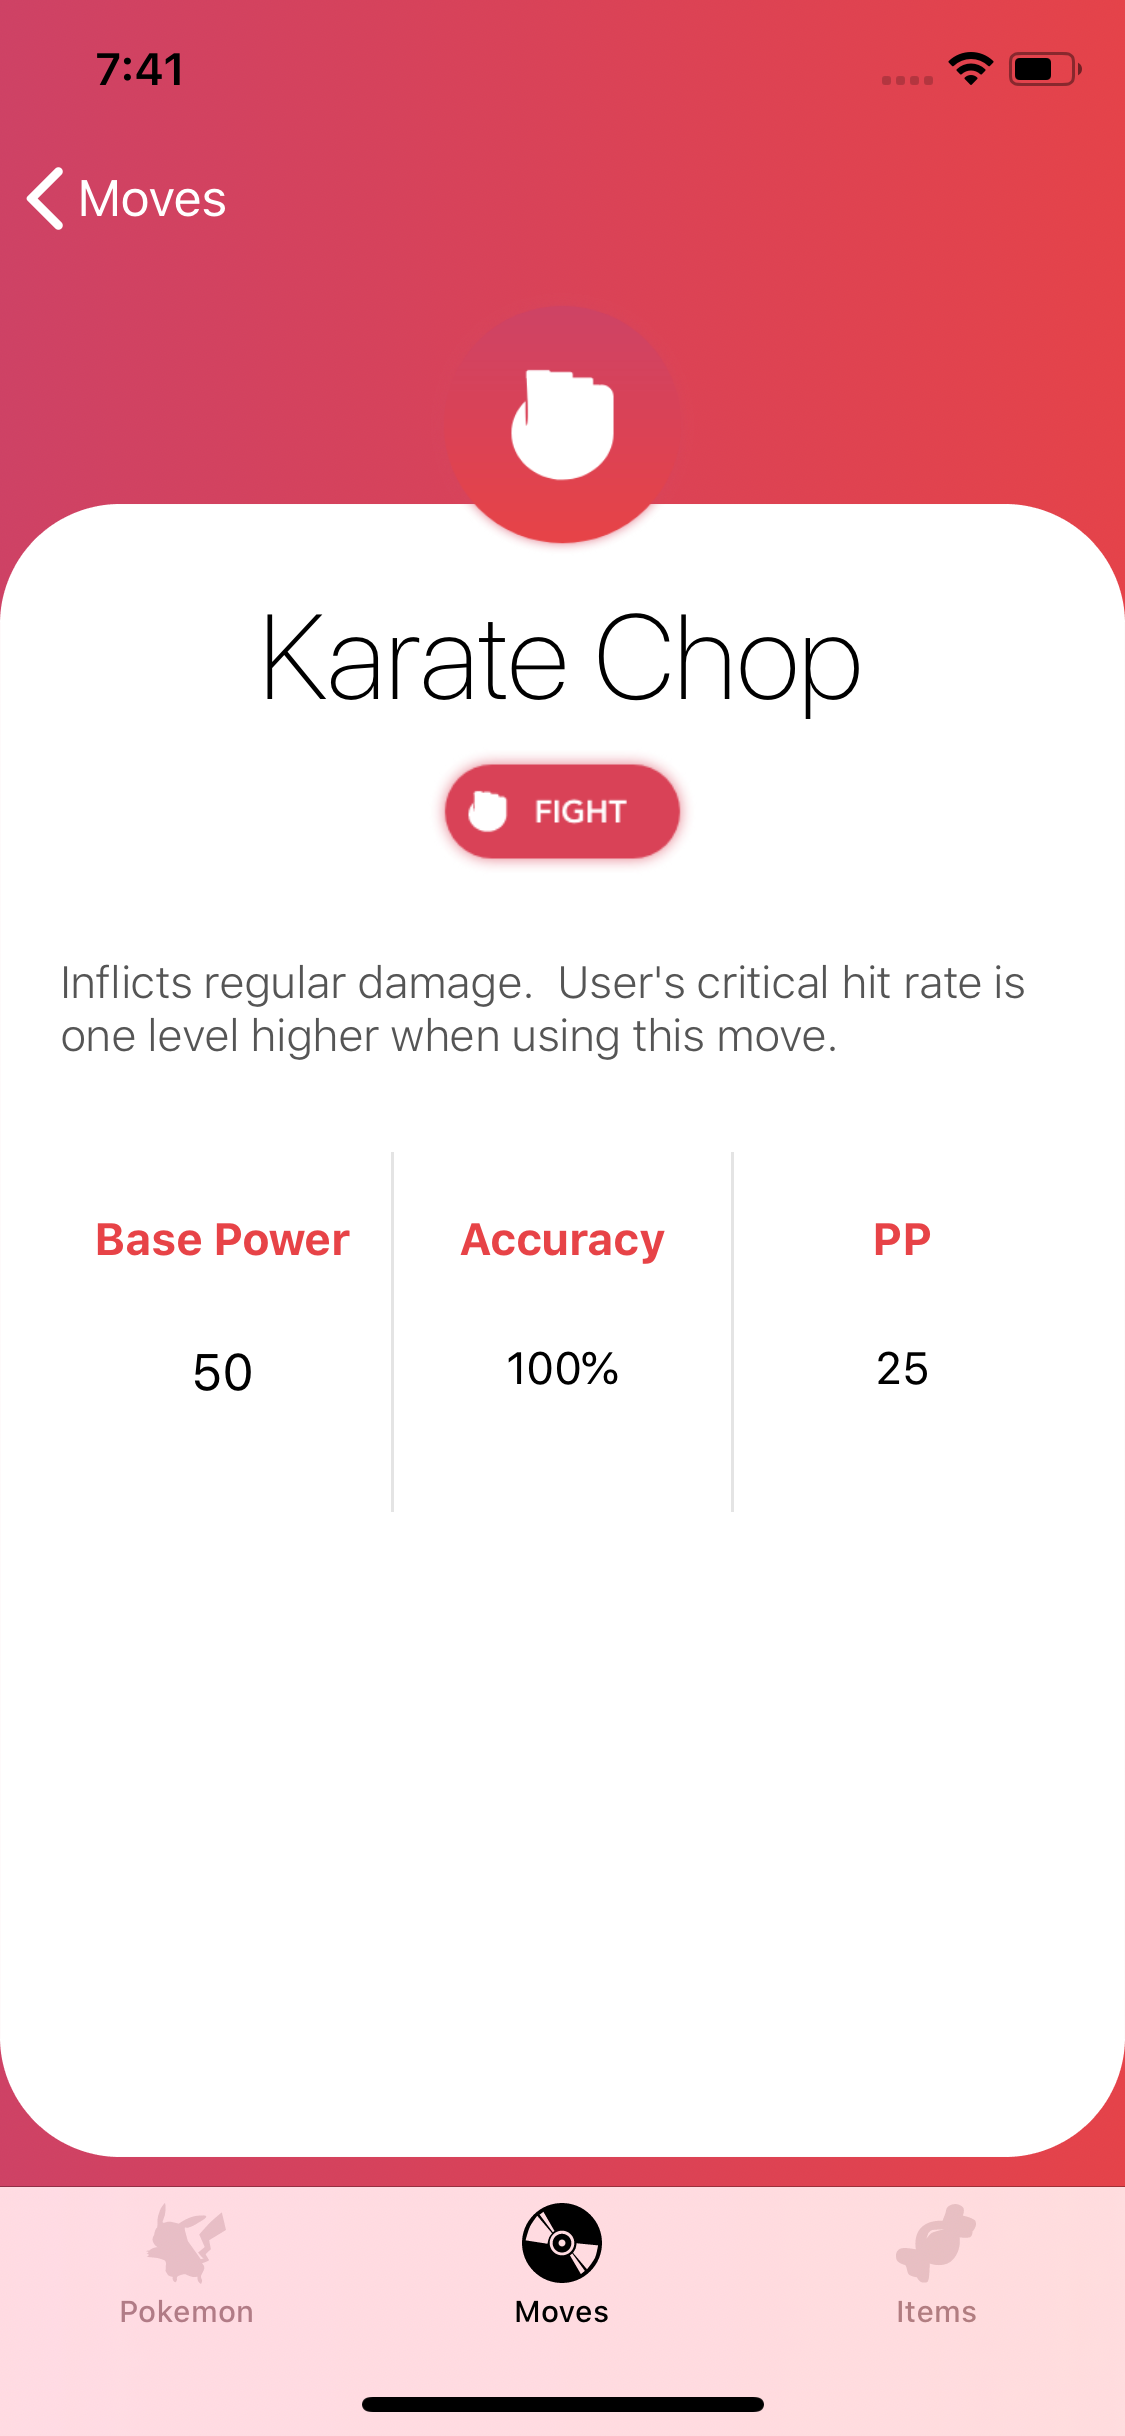 7:41
Moves
Karate Chop
FIGHT
Inflicts regular damage.  User's critical hit rate is
one level higher when using this move.
Base Power
Accuracy
PP
50
100%
25
Pokemon
Moves
Items